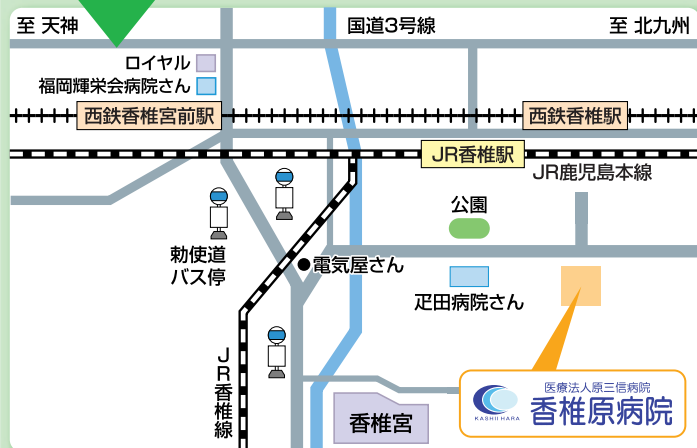 至 天神
国道3号線
至 北九州
ロイヤル
福岡輝栄会病院さん
西鉄香椎宮前駅
西鉄香椎駅
JR香椎駅
JR鹿児島本線
公園
勅使道
バス停
電気屋さん
疋田病院さん
JR香椎線
香椎宮
医療法人原三信病院
香椎原病院
KASHII HARA